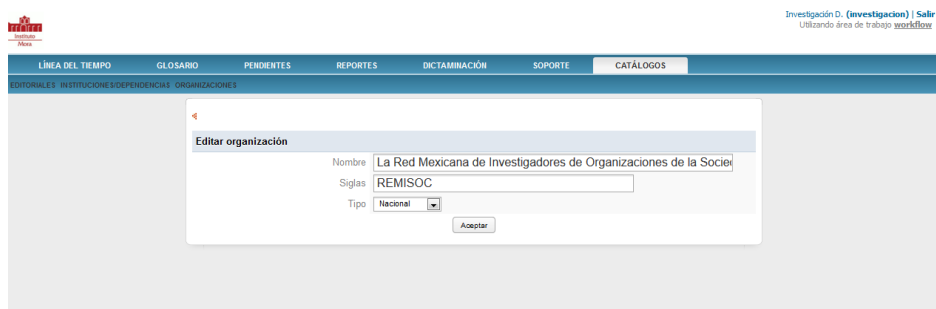 Investigación D. (investigacion) | Salir
Utilizando área de trabajo workflow
Instituto
Mora
LÍNEA DEL TIEMPO GLOSARIO PENDIENTES REPORTES DICTAMINACIÓN SOPORTE CATÁLOGOS
EDITORIALES INSTITUCIONES/DEPENDENCIAS ORGANIZACIONES
Editar organización
Nombre La Red Mexicana de Investigadores de Organizaciones de la Socie
Siglas REMISOC
Tipo Nacional
Aceptar